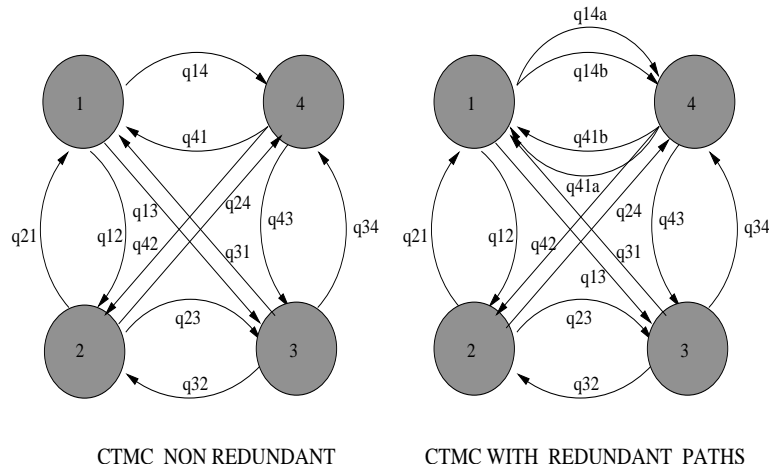 q14
1
4
q41
q13
q24
q43
q34
q21
q12
q42
q31
q23
2
3
q32
CTMC NON REDUNDANT
q14a
q14b
1
4
q41b
q41a
q24
q43
q34
q21
q12
q42
q31
q13
q23
2
3
q32
CTMC WITH REDUNDANT PATHS